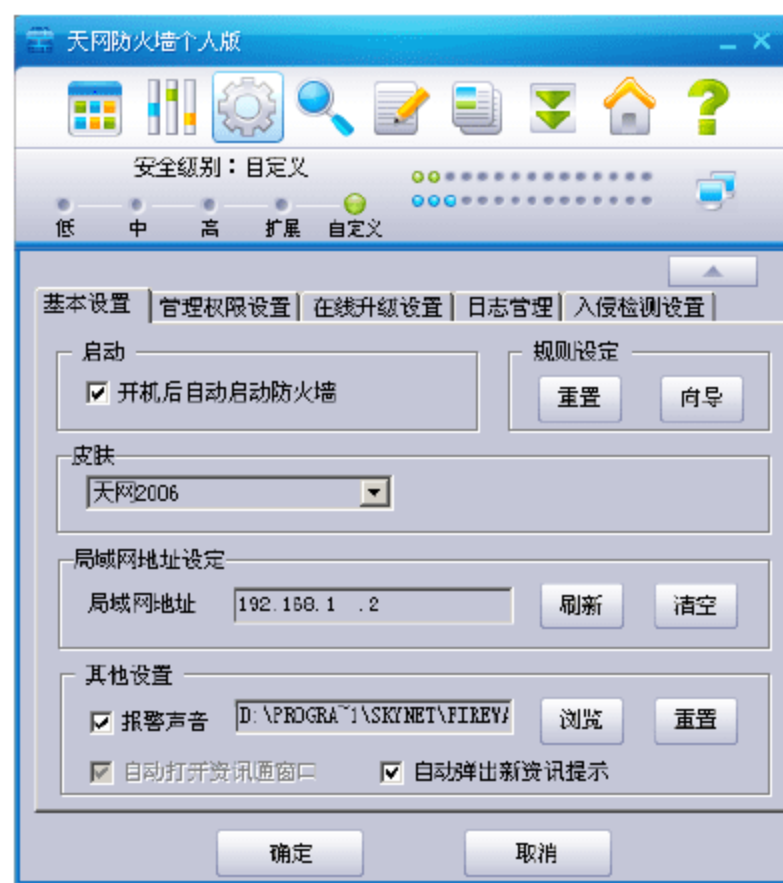 天网防火墙个人版
安全级别：自定义
低 中 高 扩展 自定义
基本设置 管理权限设置 在线升级设置 日志管理 入侵检测设置
启动 规则设定
开机后自动启动防火墙 重置 向导
皮肤
天网2006
局域网地址设定
局域网地址 192.168.1 .2 刷新 清空
其他设置
报警声音 D:\PROGRA~1\SKYNET\FIREWA 浏览 重置
自动打开资讯通窗口 自动弹出新资讯提示
确定 取消